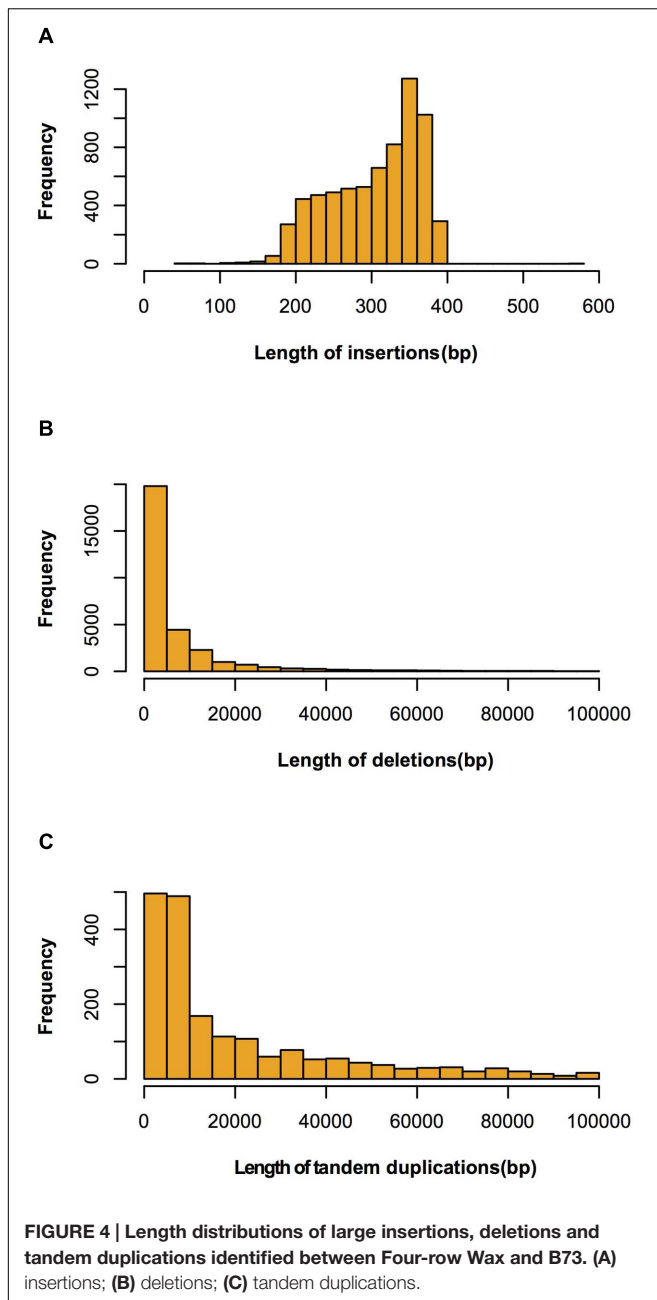 A
Frequency
1200
800
400
0
0 100 200 300 400 500 600
Length of insertions(bp)
B
Frequency
15000
5000
0
0 20000 40000 60000 80000 100000
Length of deletions(bp)
C
Frequency
400
200
0
0 20000 40000 60000 80000 100000
Length of tandem duplications(bp)
FIGURE 4 | Length distributions of large insertions, deletions and
tandem duplications identified between Four-row Wax and B73. (A)
insertions; (B) deletions; (C) tandem duplications.